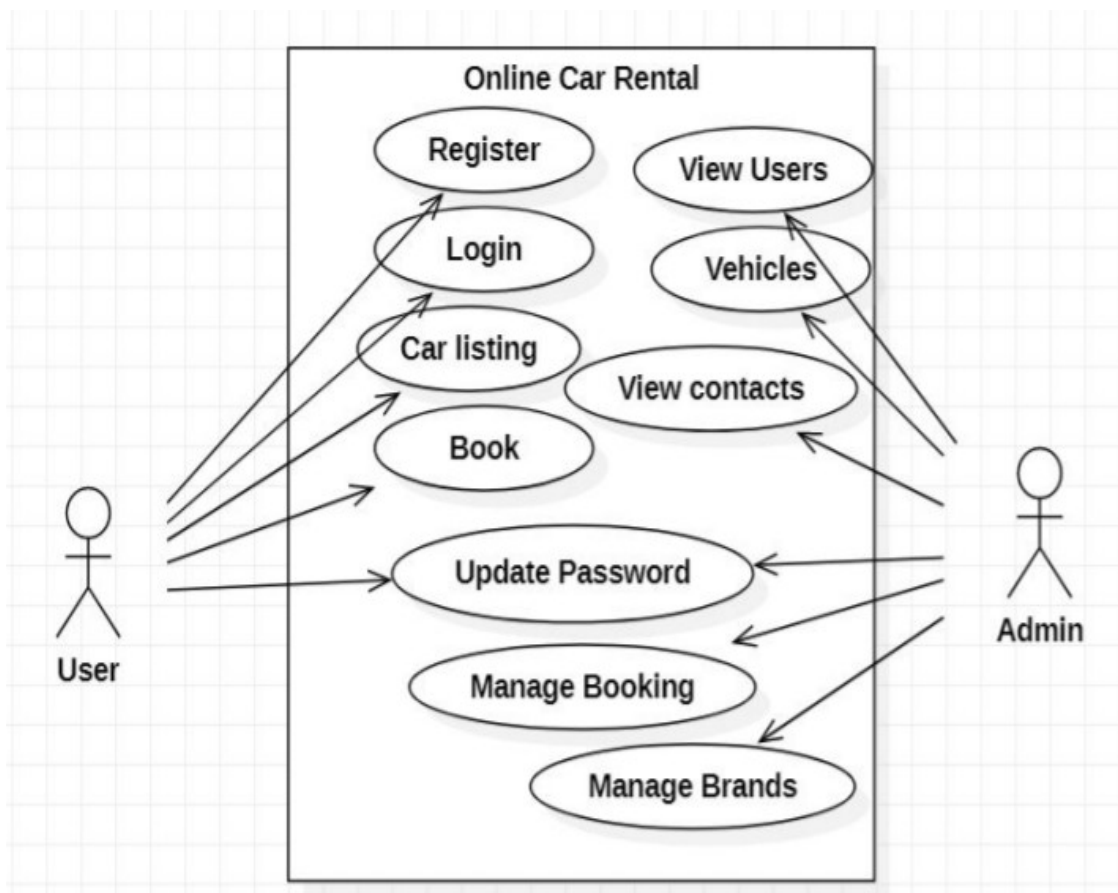 Online Car Rental
Register
View Users
Login
Vehicles
Car listing
View contacts
Book
Update Password
User
Admin
Manage Booking
Manage Brands